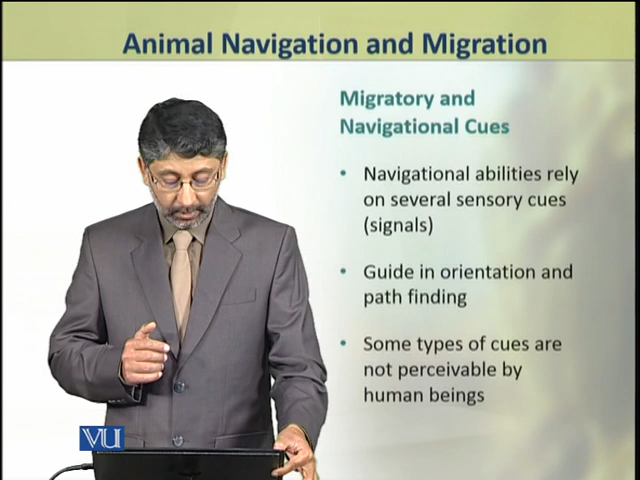 Animal Navigation and Migration
Migratory and
Navigational Cues
• Navigational abilities rely
on several sensory cues
(signals)
• Guide in orientation and
path finding
• Some types of cues are
not perceivable by
human beings
VU